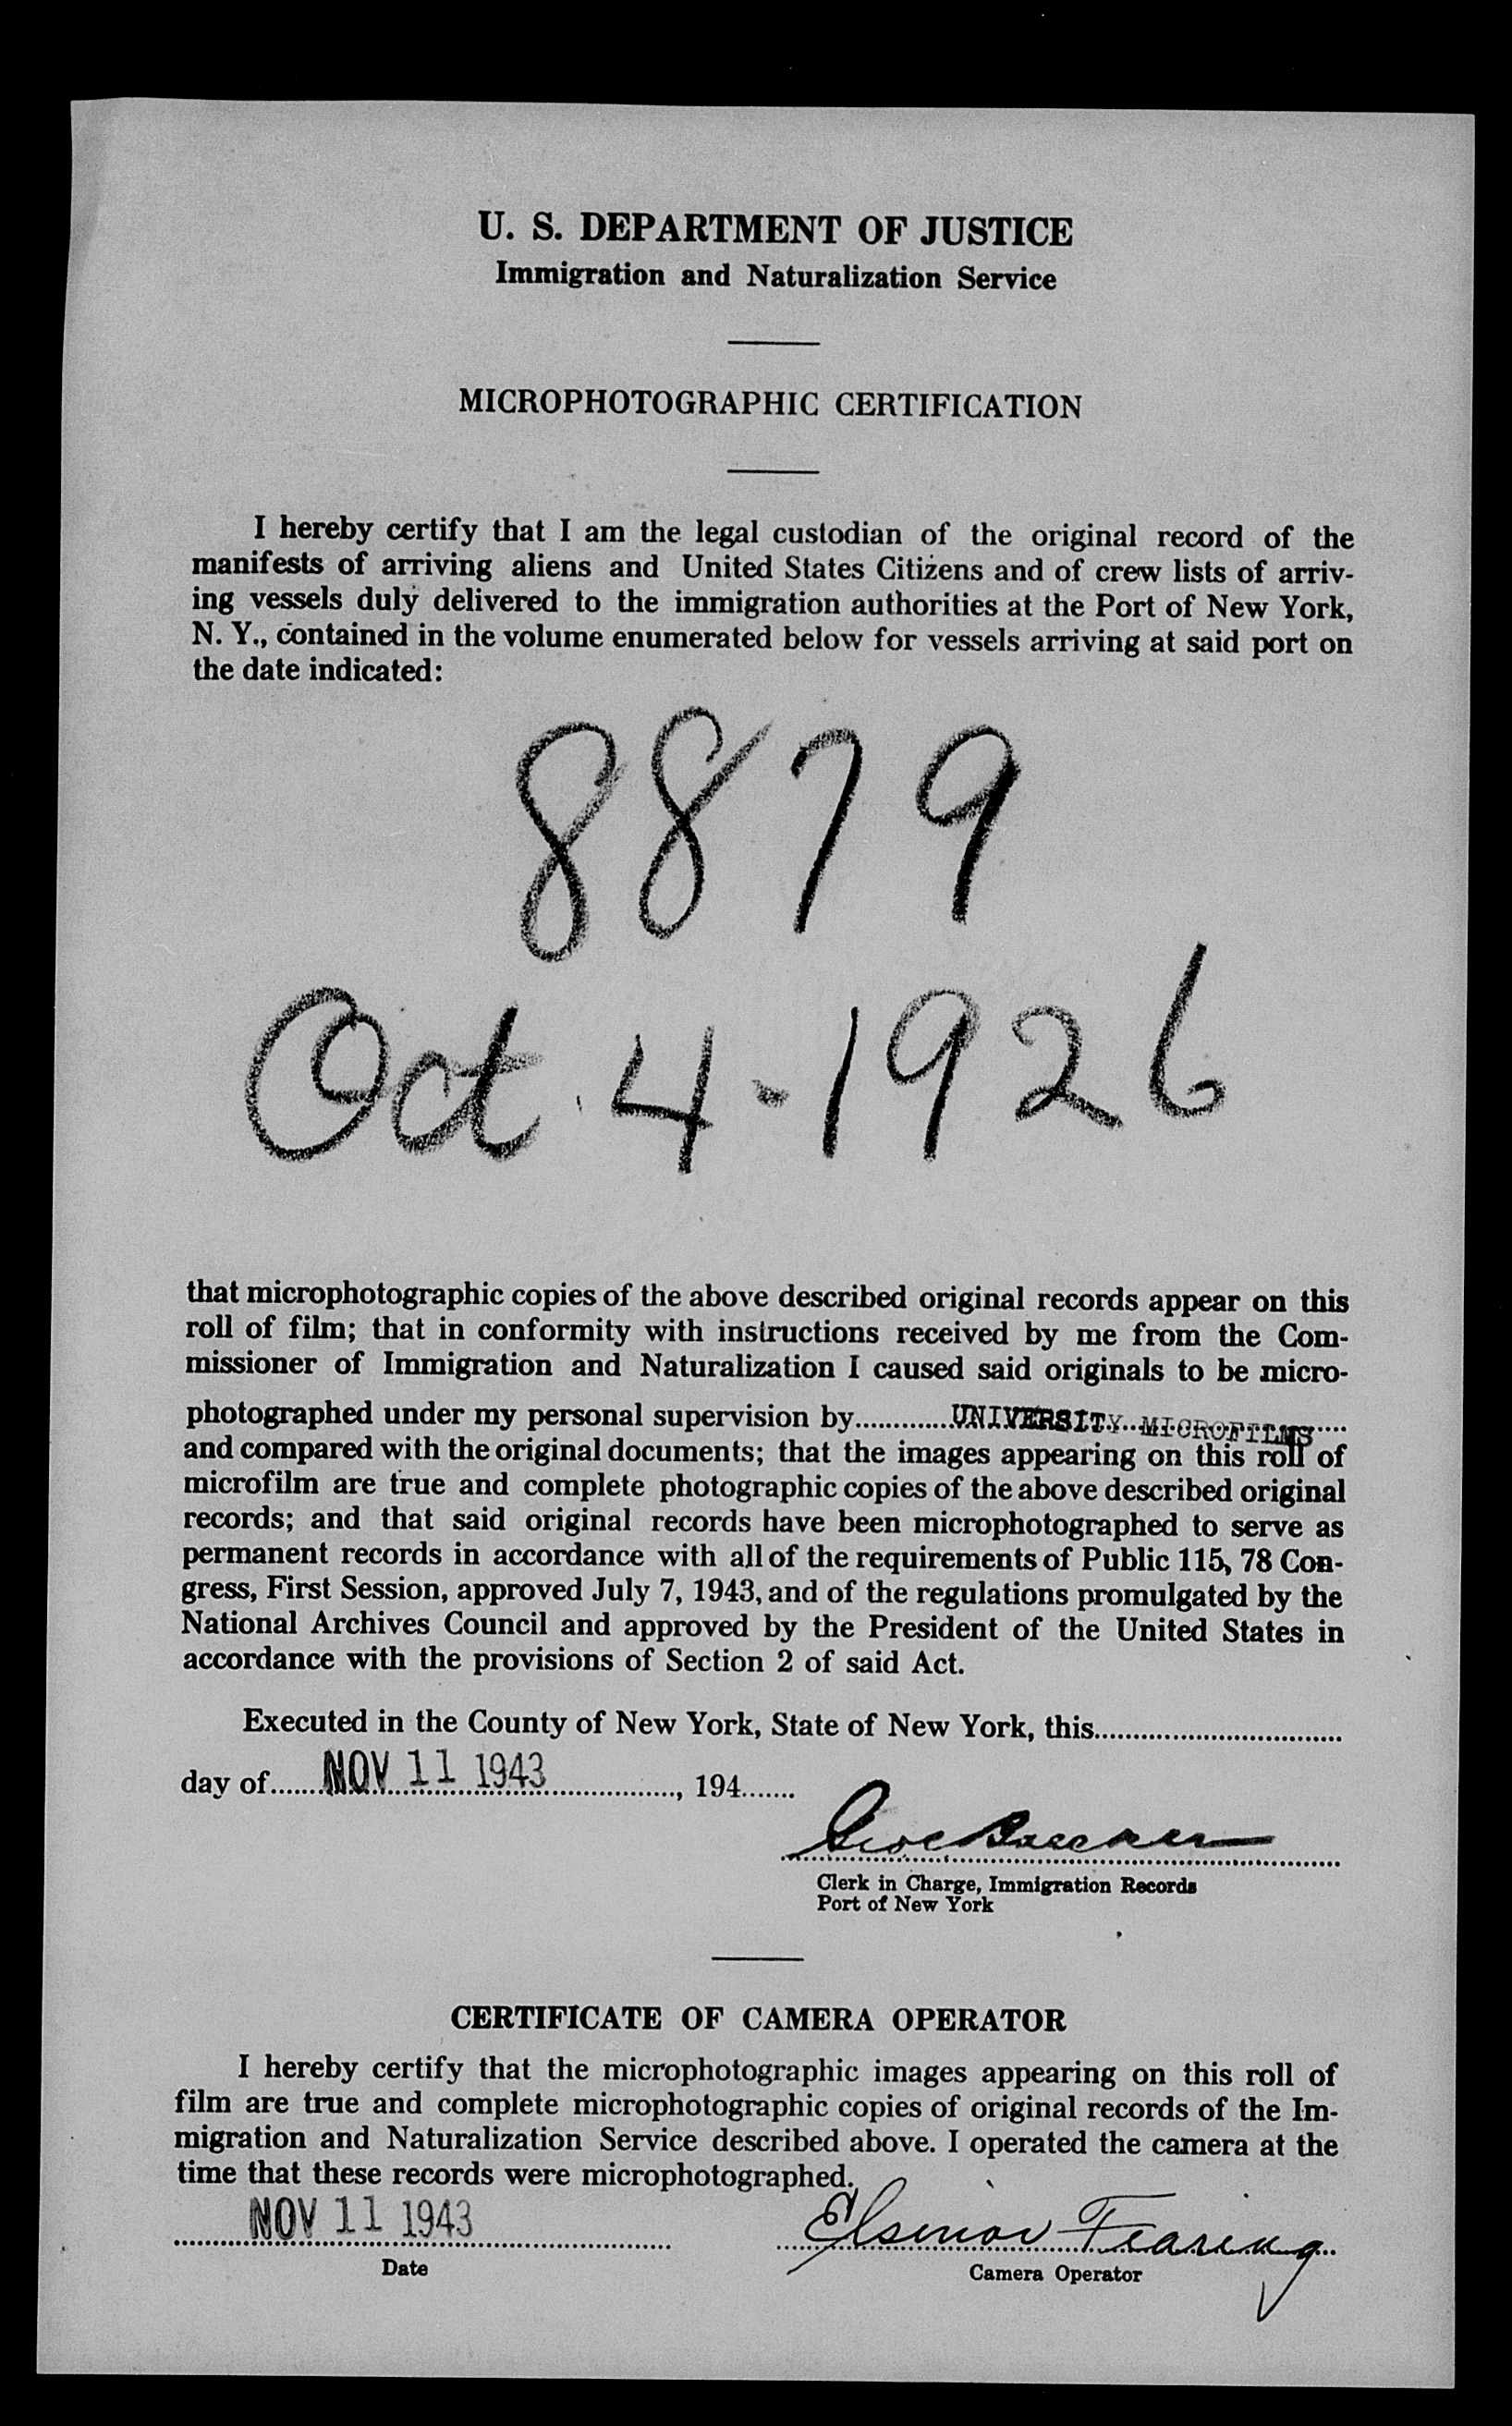 U. S. DEPARTMENT OF JUSTICE
Immigration and Naturalization Service
MICROPHOTOGRAPHIC CERTIFICATION
I hereby certify that I am the legal custodian of the original record of the
manifests of arriving aliens and United States Citizens and of crew lists of arriv-
ing vessels duly delivered to the immigration authorities at the Port of New York,
N. Y., contained in the volume enumerated below for vessels arriving at said port on
the date indicated:
8879
Oct. 4-1926
that microphotographic copies of the above described original records appear on this
roll of film; that in conformity with instructions received by me from the Com-
missioner of Immigration and Naturalization I caused said originals to be micro-
photographed under my personal supervision by.............UNIVERSITY MICROFILMS....
and compared with the original documents; that the images appearing on this roll of
microfilm are true and complete photographic copies of the above described original
records; and that said original records have been microphotographed to serve as
permanent records in accordance with all of the requirements of Public 115, 78 Con-
gress, First Session, approved July 7, 1943, and of the regulations promulgated by the
National Archives Council and approved by the President of the United States in
accordance with the provisions of Section 2 of said Act.
Executed in the County of New York, State of New York, this................................
day of.......NOV 11 1943................., 194.......
Clerk in Charge, Immigration Records
Port of New York
CERTIFICATE OF CAMERA OPERATOR
I hereby certify that the microphotographic images appearing on this roll of
film are true and complete microphotographic copies of original records of the Im-
migration and Naturalization Service described above. I operated the camera at the
time that these records were microphotographed.
NOV 11 1943
Elsinor Fearing
Date
Camera Operator